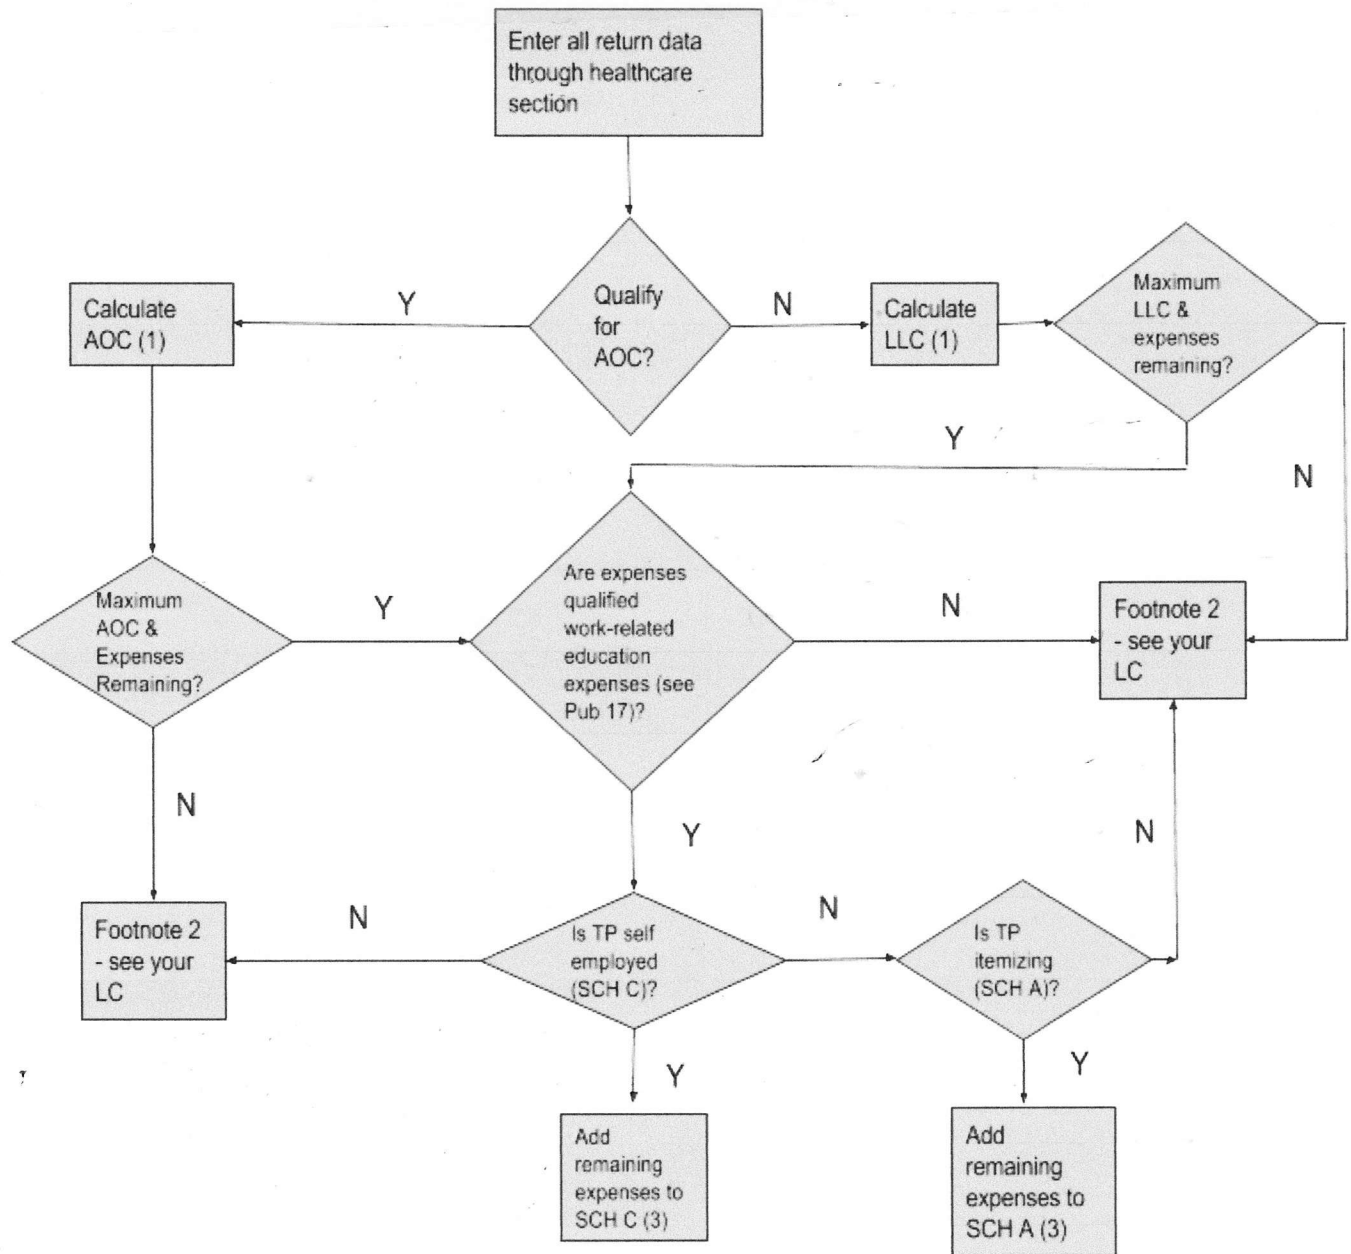 Enter all return data
through healthcare
section
Calculate
AOC (1)
Y
Qualify
for
AOC?
N
Calculate
LLC (1)
Maximum
LLC &
expenses
remaining?
Y
N
Maximum
AOC &
Expenses
Remaining?
Y
Are expenses
qualified
work-related
education
expenses (see
Pub 17)?
N
Footnote 2
- see your
LC
N
Y
N
Footnote 2
- see your
LC
N
Is TP self
employed
(SCH C)?
N
Is TP
itemizing
(SCH A)?
Y
Y
Add
remaining
expenses to
SCH C (3)
Add
remaining
expenses to
SCH A (3)